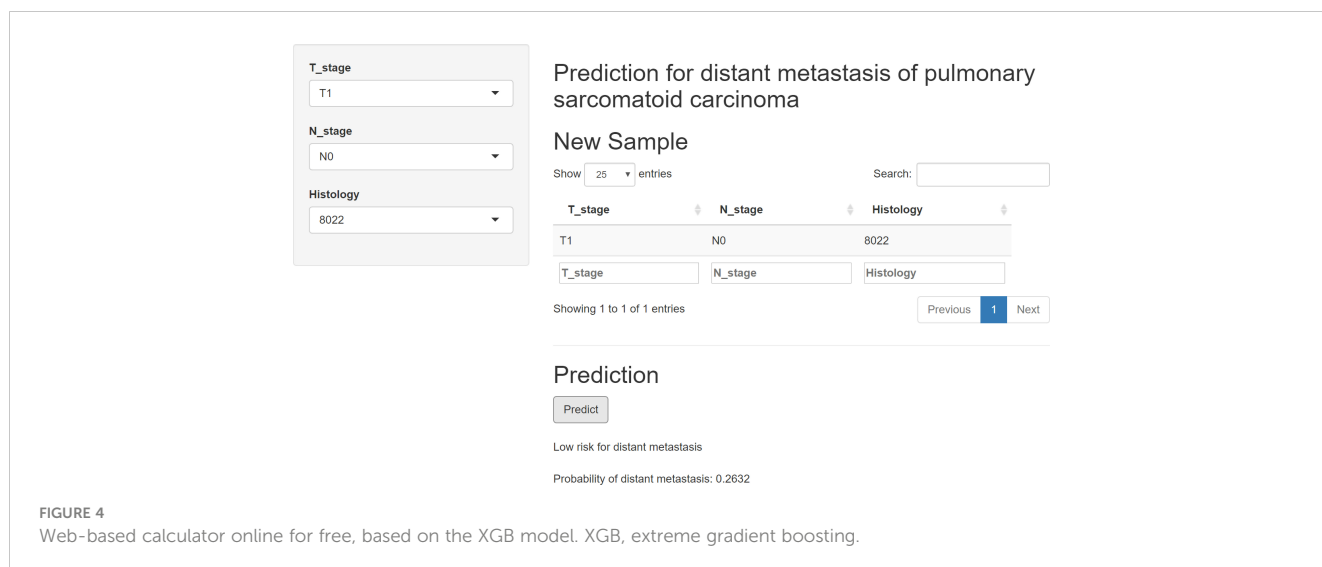 T_stage
T1
N_stage
N0
Histology
8022
Prediction for distant metastasis of pulmonary
sarcomatoid carcinoma
New Sample
Show 25 entries
Search:
T_stage N_stage Histology
T1 N0 8022
T_stage N_stage Histology
Showing 1 to 1 of 1 entries
Previous 1 Next
Prediction
Predict
Low risk for distant metastasis
Probability of distant metastasis: 0.2632
FIGURE 4
Web-based calculator online for free, based on the XGB model. XGB, extreme gradient boosting.